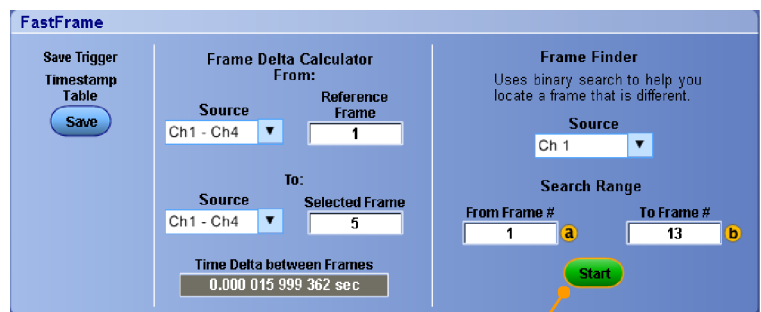 FastFrame
Save Trigger
Timestamp
Table
Save
Frame Delta Calculator
From:
Source
Ch1 - Ch4
Reference
Frame
1
To:
Source
Ch1 - Ch4
Selected Frame
5
Time Delta between Frames
0.000 015 999 362 sec
Frame Finder
Uses binary search to help you
locate a frame that is different.
Source
Ch 1
Search Range
From Frame #
1
a
To Frame #
13
b
Start